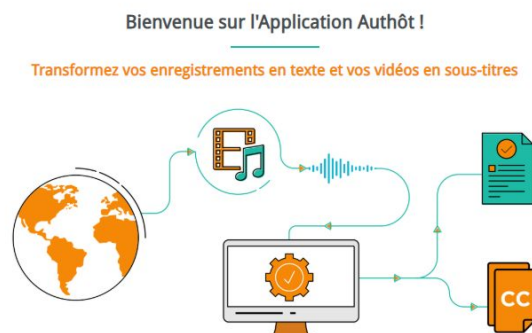 Bienvenue sur l'Application Authôt !
Transformez vos enregistrements en texte et vos vidéos en sous-titres
CC